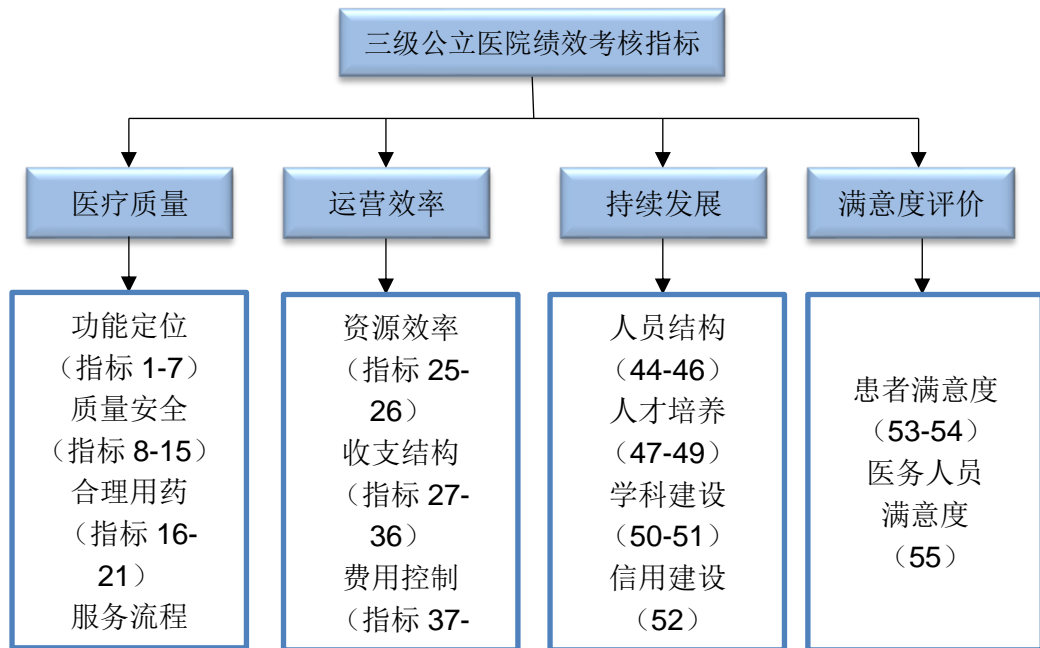 三级公立医院绩效考核指标
医疗质量
运营效率
持续发展
满意度评价
功能定位
（指标 1-7）
质量安全
（指标 8-15）
合理用药
（指标 16-
21）
服务流程
资源效率
（指标 25-
26）
收支结构
（指标 27-
36）
费用控制
（指标 37-
人员结构
（44-46）
人才培养
（47-49）
学科建设
（50-51）
信用建设
（52）
患者满意度
（53-54）
医务人员
满意度
（55）